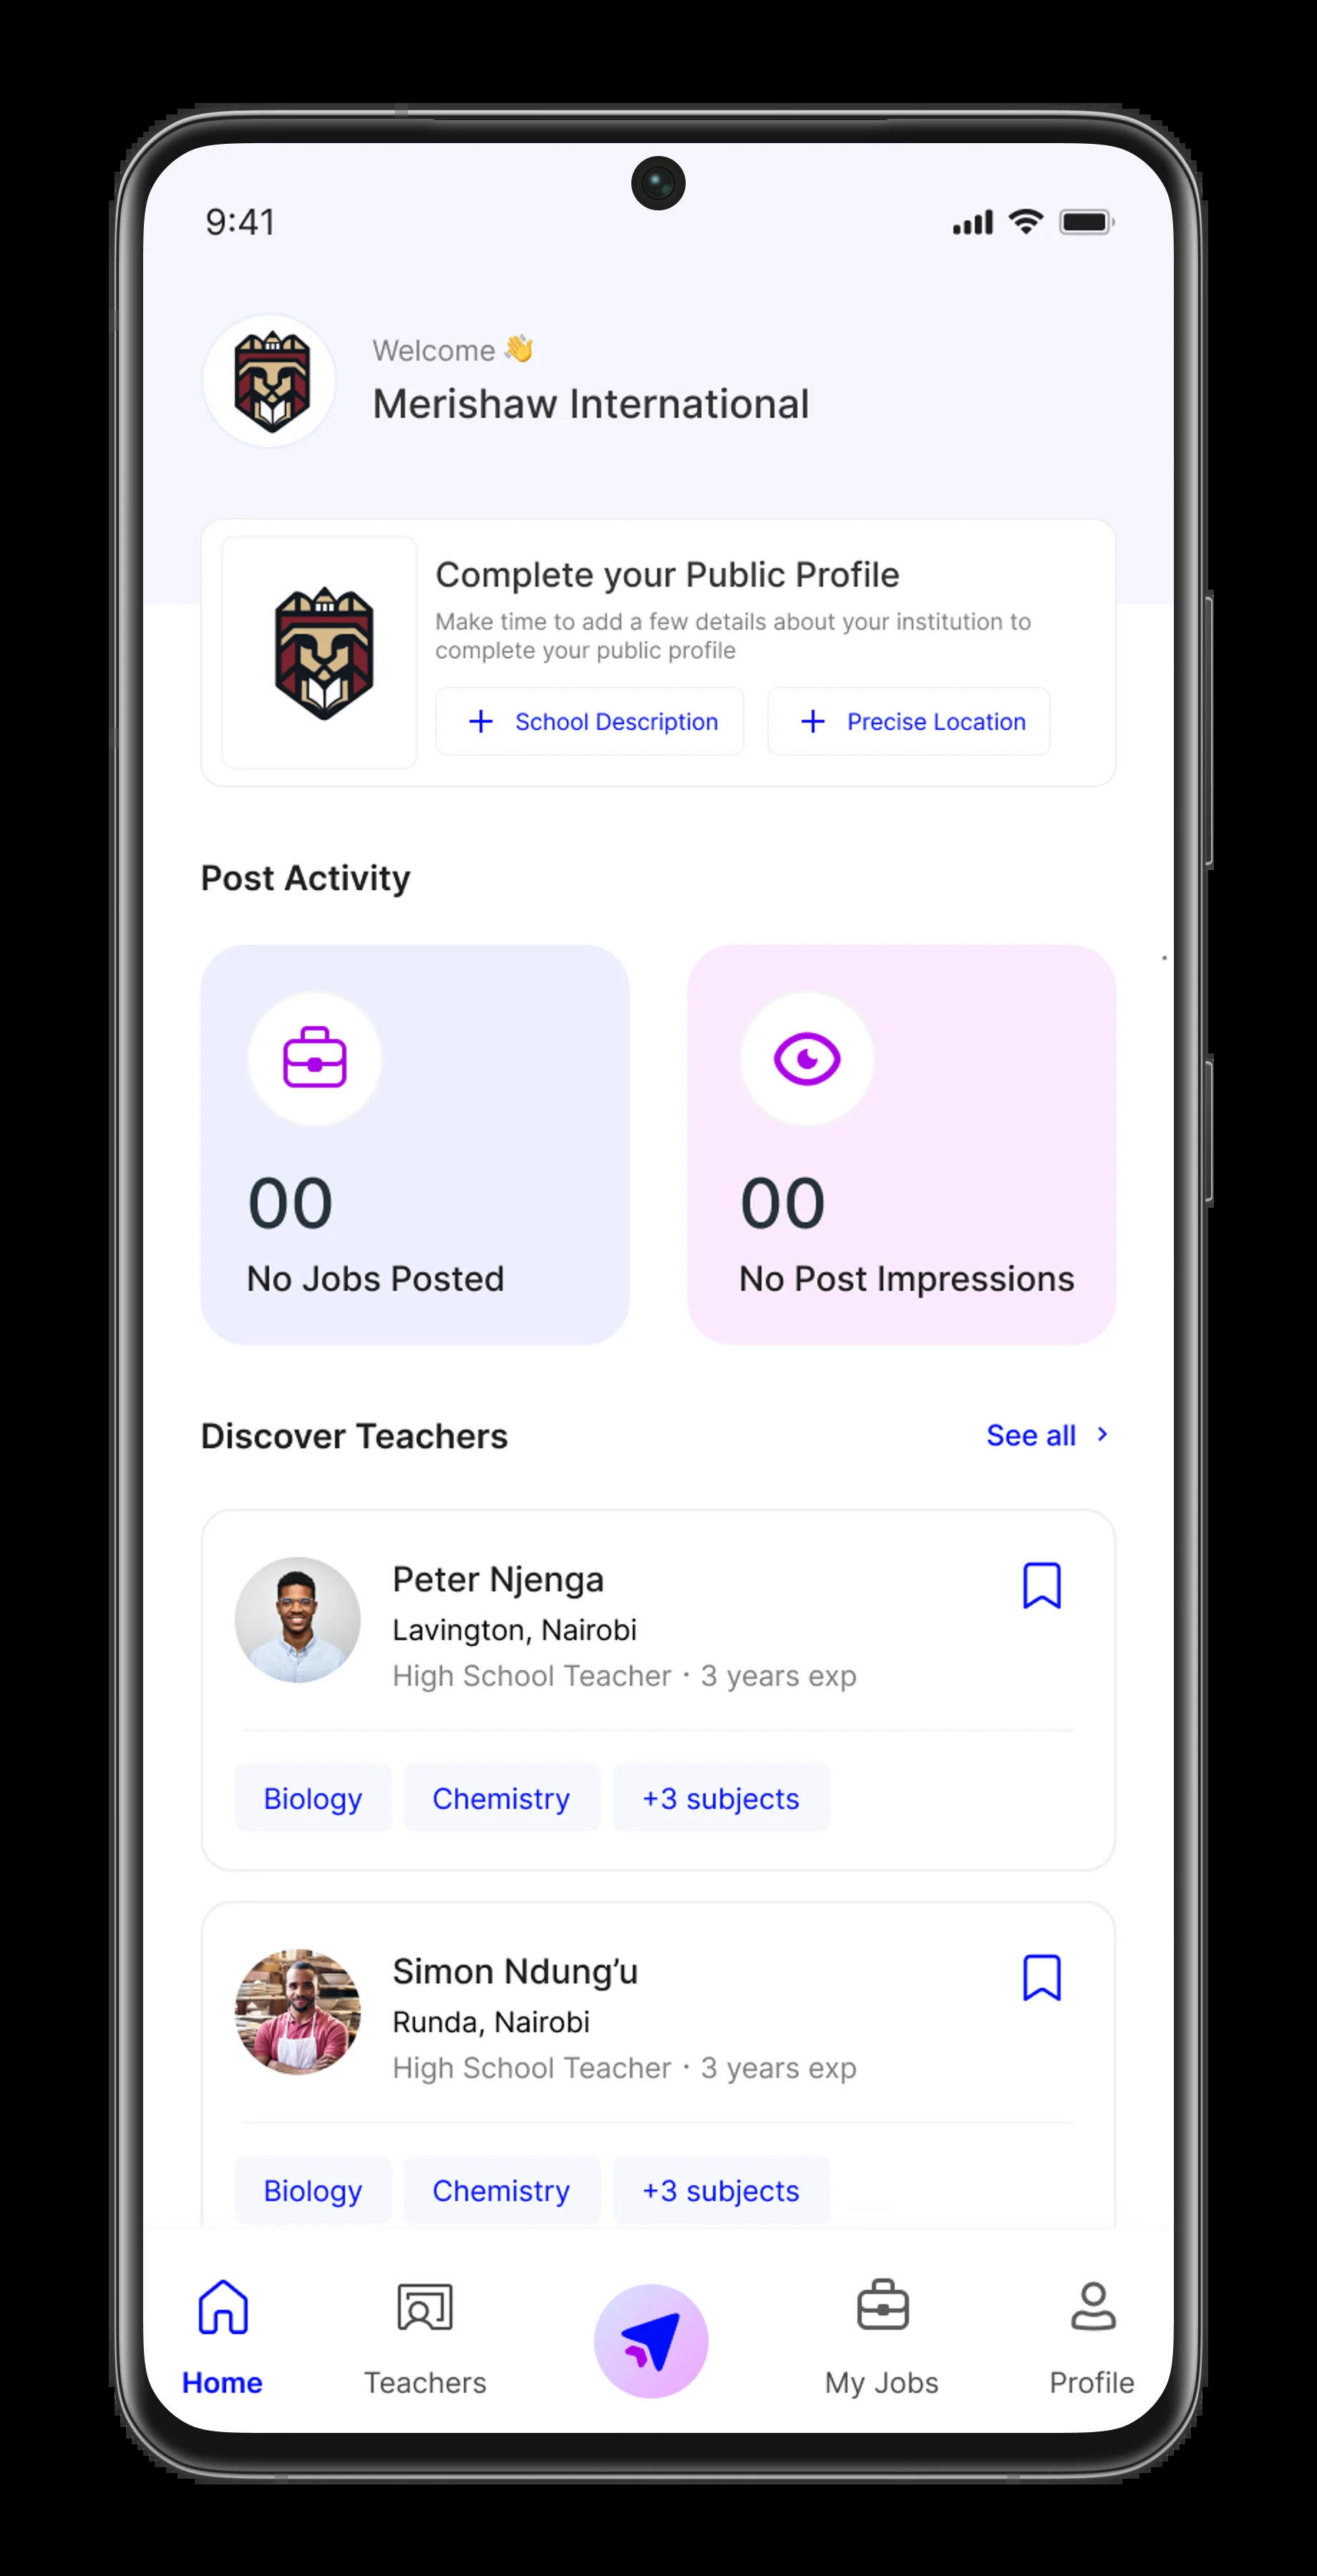 9:41
Welcome 👋
Merishaw International
Complete your Public Profile
Make time to add a few details about your institution to
complete your public profile
+ School Description
+ Precise Location
Post Activity
00
No Jobs Posted
00
No Post Impressions
Discover Teachers
See all >
Peter Njenga
Lavington, Nairobi
High School Teacher · 3 years exp
Biology
Chemistry
+3 subjects
Simon Ndung’u
Runda, Nairobi
High School Teacher · 3 years exp
Biology
Chemistry
+3 subjects
Home
Teachers
My Jobs
Profile